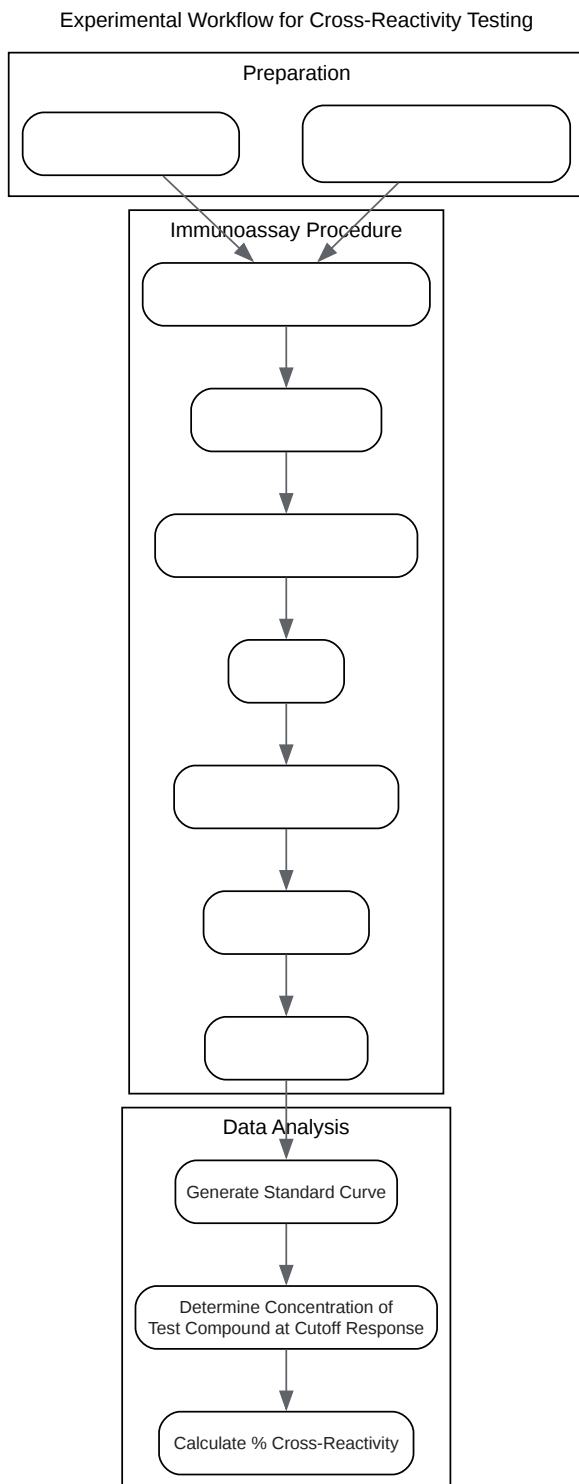 Experimental Workflow for Cross-Reactivity Testing
Preparation
Immunoassay Procedure
Data Analysis
Generate Standard Curve
Determine Concentration of
Test Compound at Cutoff Response
Calculate % Cross-Reactivity